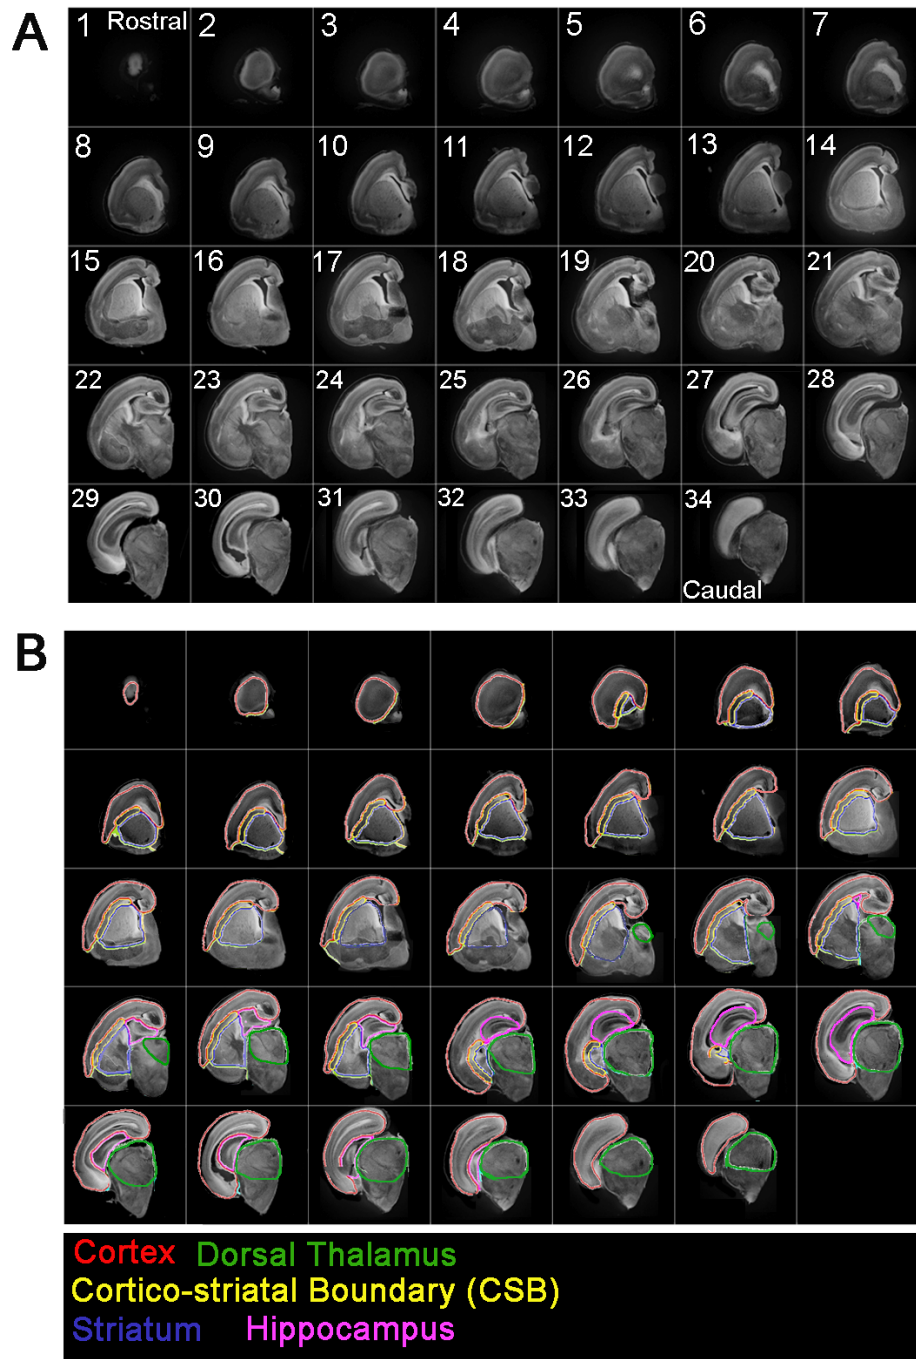 A
1 Rostral 2 3 4 5 6 7
8 9 10 11 12 13 14
15 16 17 18 19 20 21
22 23 24 25 26 27 28
29 30 31 32 33 34
Caudal
B
Cortex Dorsal Thalamus
Cortico-striatal Boundary (CSB)
Striatum Hippocampus